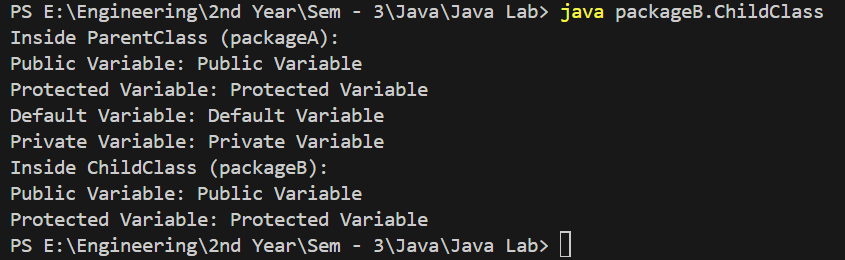 PS E:\Engineering\2nd Year\Sem - 3\Java\Java Lab> java packageB.ChildClass
Inside ParentClass (packageA):
Public Variable: Public Variable
Protected Variable: Protected Variable
Default Variable: Default Variable
Private Variable: Private Variable
Inside ChildClass (packageB):
Public Variable: Public Variable
Protected Variable: Protected Variable
PS E:\Engineering\2nd Year\Sem - 3\Java\Java Lab>